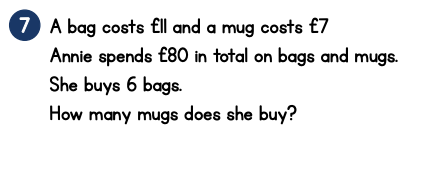 7 A bag costs £11 and a mug costs £7
Annie spends £80 in total on bags and mugs.
She buys 6 bags.
How many mugs does she buy?